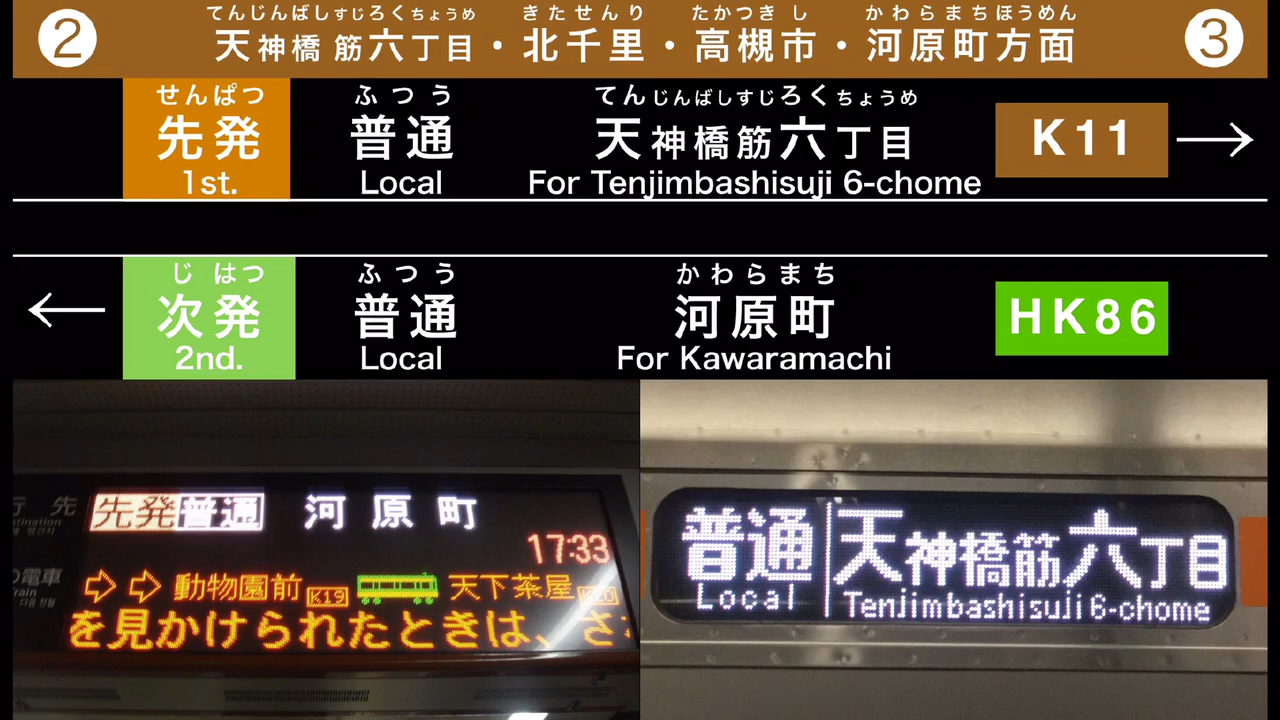 てんじんばしすじろくちょうめ きたせんり たかつきし かわらまちほうめん
2 天神橋筋六丁目・北千里・高槻市・河原町方面 3
せんぱつ ふつう てんじんばしすじろくちょうめ
先発 普通 天神橋筋六丁目 K11 →
1st. Local For Tenjimbashisuji 6-chome
じはつ ふつう かわらまち
← 次発 普通 河原町 HK86
2nd. Local For Kawaramachi
行先 先発 普通 河原町
17:33
の電車 動物園前 K19 天下茶屋 K20
を見かけられたときは、さ
普通 天神橋筋六丁目
Local Tenjimbashisuji 6-chome